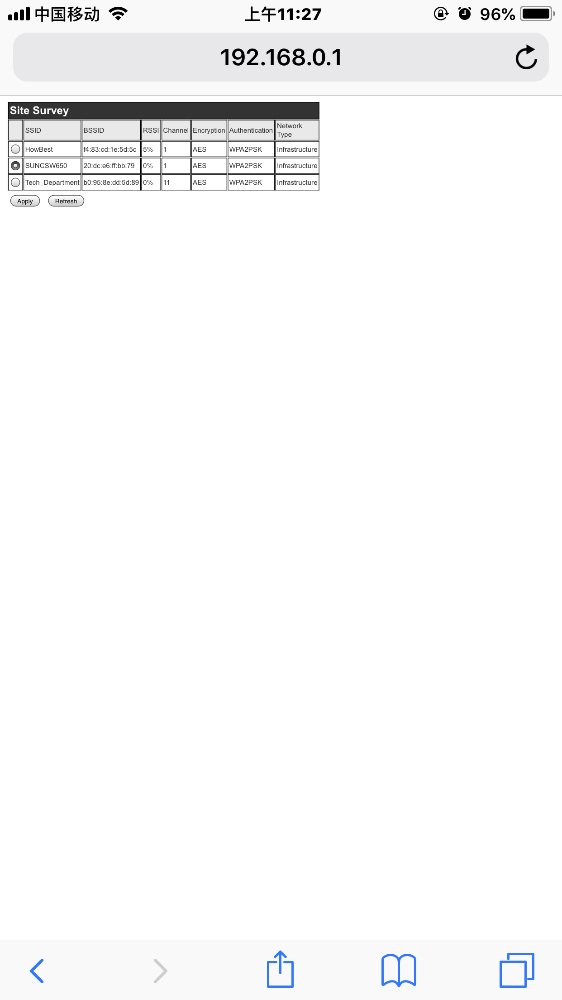 中国移动 上午11:27 96%
192.168.0.1
Site Survey
SSID BSSID RSSI Channel Encryption Authentication Network Type
HowBest f4:83:cd:1e:5d:5c 5% 1 AES WPA2PSK Infrastructure
SUNCSW650 20:dc:e6:ff:bb:79 0% 1 AES WPA2PSK Infrastructure
Tech_Department b0:95:8e:dd:5d:89 0% 11 AES WPA2PSK Infrastructure
Apply Refresh